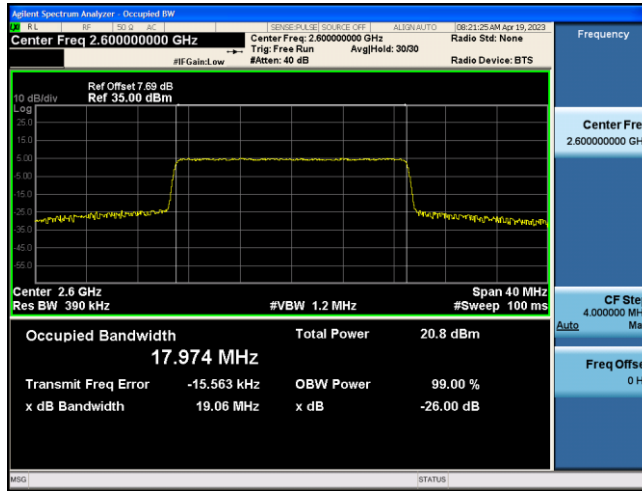 Agilent Spectrum Analyzer - Occupied BW
RL RF 50 Ω AC SENSE:PULSE SOURCE OFF ALIGN AUTO 08:21:25 AM Apr 19, 2023
Center Freq 2.600000000 GHz
Center Freq: 2.600000000 GHz
Radio Std: None
Trig: Free Run
Avg|Hold: 30/30
#IFGain:Low
#Atten: 40 dB
Radio Device: BTS
Frequency
Ref Offset 7.69 dB
10 dB/div
Ref 35.00 dBm
Log
25.0
15.0
5.00
-5.00
-15.0
-25.0
-35.0
-45.0
-55.0
Center Fre
2.600000000 GH
Center 2.6 GHz
Span 40 MHz
Res BW 390 kHz
#VBW 1.2 MHz
#Sweep 100 ms
CF Ste
4.000000 MH
Auto Ma
Occupied Bandwidth
17.974 MHz
Total Power 20.8 dBm
Transmit Freq Error -15.563 kHz
OBW Power 99.00 %
x dB Bandwidth 19.06 MHz
x dB -26.00 dB
Freq Offse
0 H
MSG
STATUS